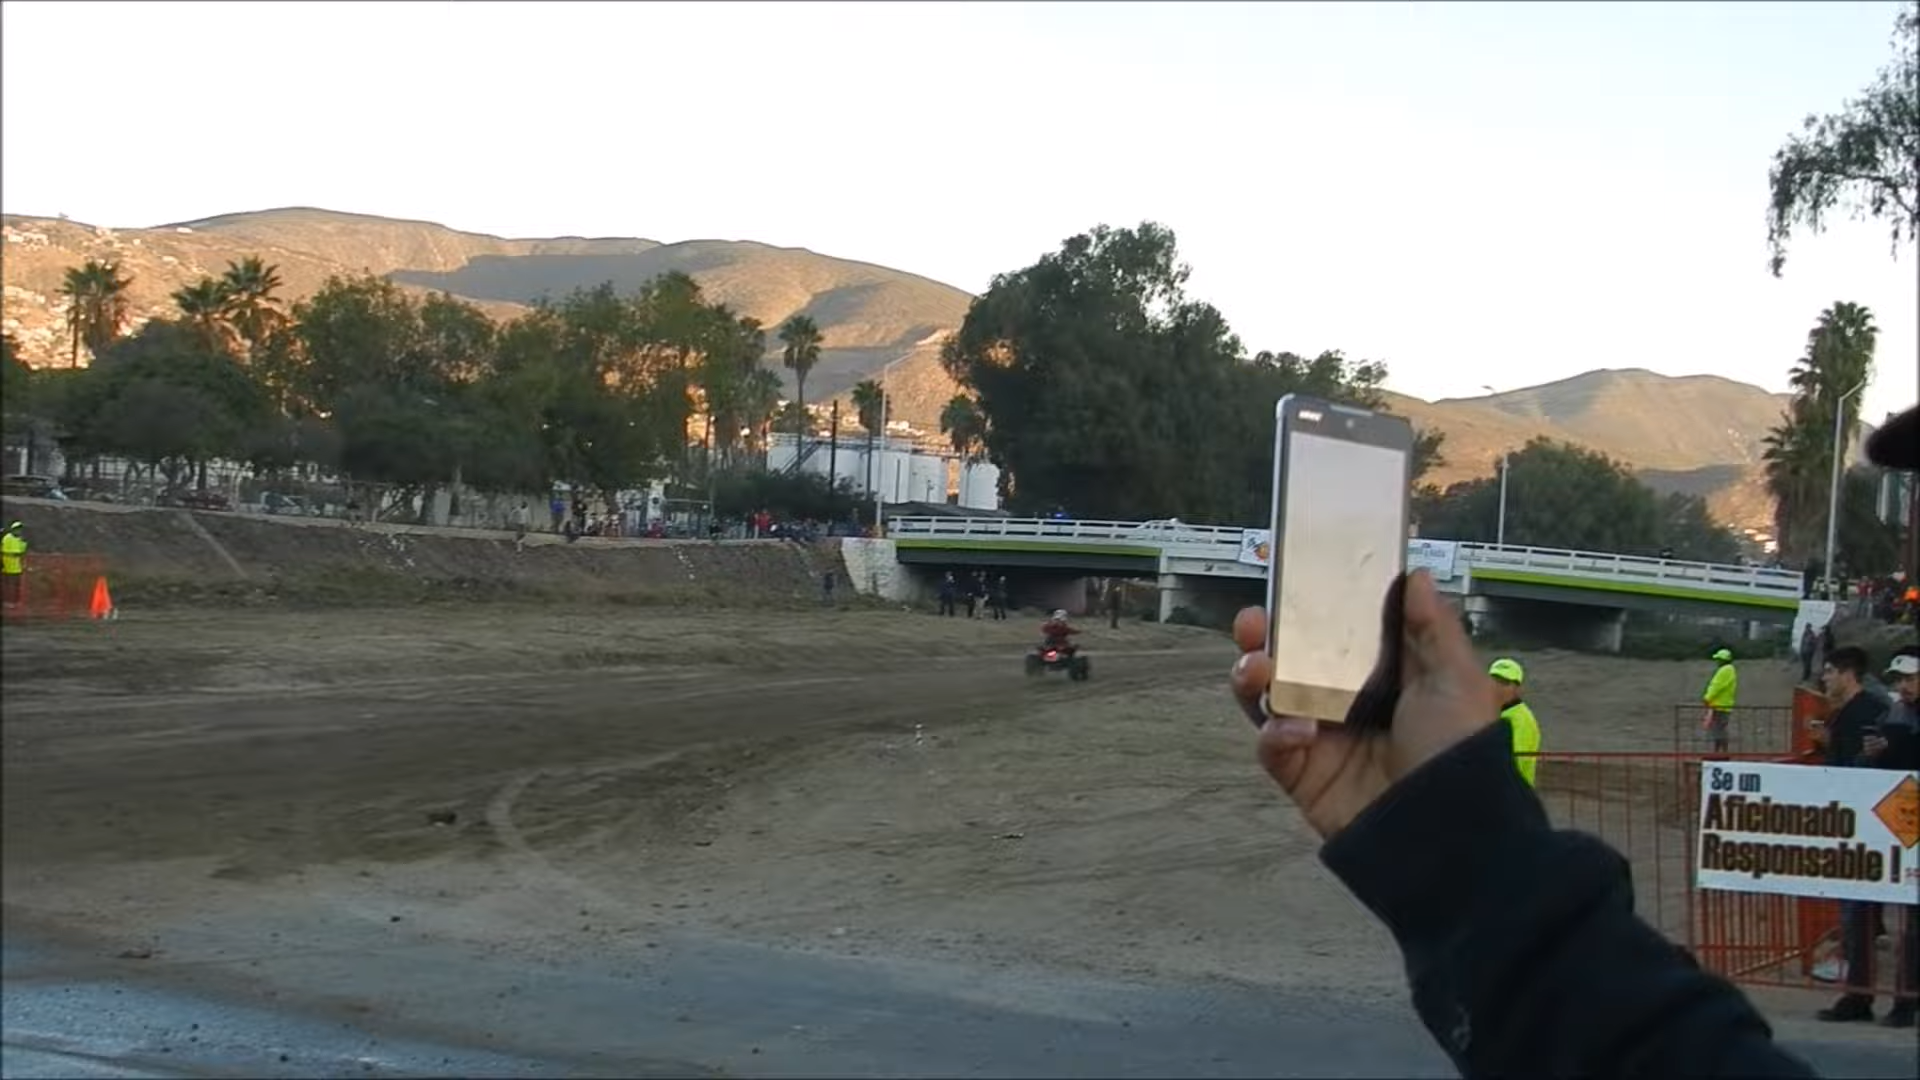 Se un
Aficionado
Responsable !